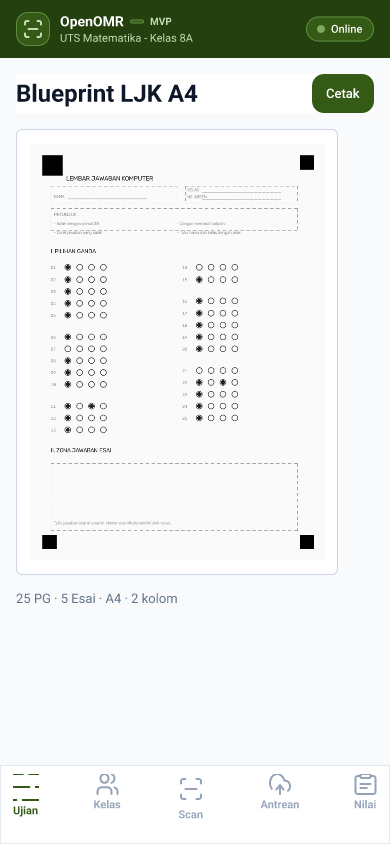 OpenOMR MVP
UTS Matematika - Kelas 8A
Online
Blueprint LJK A4
Cetak
LEMBAR JAWABAN KOMPUTER
NAMA
KELAS
NO. ABSEN
PETUNJUK
I. PILIHAN GANDA
01
02
03
04
05
06
07
08
09
10
11
12
13
14
15
16
17
18
19
20
21
22
23
24
25
II. ZONA JAWABAN ESAI
25 PG · 5 Esai · A4 · 2 kolom
Ujian
Kelas
Scan
Antrean
Nilai